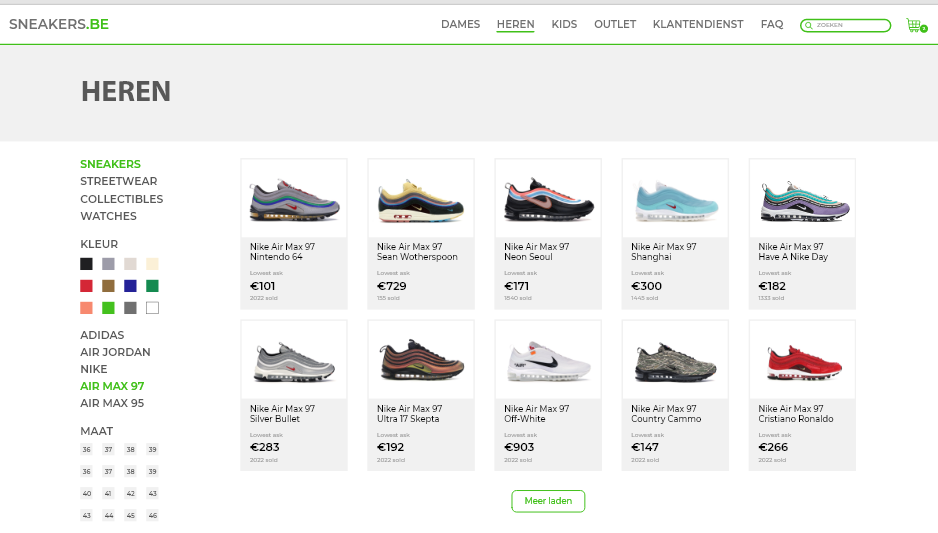 SNEAKERS.BE
DAMES HEREN KIDS OUTLET KLANTENDIENST FAQ ZOEKEN
HEREN
SNEAKERS
STREETWEAR
COLLECTIBLES
WATCHES
KLEUR
ADIDAS
AIR JORDAN
NIKE
AIR MAX 97
AIR MAX 95
MAAT
36 37 38 39
36 37 38 39
40 41 42 43
43 44 45 46
Nike Air Max 97
Nintendo 64
Lowest ask
€101
2022 sold
Nike Air Max 97
Sean Wotherspoon
Lowest ask
€729
155 sold
Nike Air Max 97
Neon Seoul
Lowest ask
€171
1840 sold
Nike Air Max 97
Shanghai
Lowest ask
€300
1445 sold
Nike Air Max 97
Have A Nike Day
Lowest ask
€182
1333 sold
Nike Air Max 97
Silver Bullet
Lowest ask
€283
2022 sold
Nike Air Max 97
Ultra 17 Skepta
Lowest ask
€192
2022 sold
Nike Air Max 97
Off-White
Lowest ask
€903
2022 sold
Nike Air Max 97
Country Cammo
Lowest ask
€147
2022 sold
Nike Air Max 97
Cristiano Ronaldo
Lowest ask
€266
2022 sold
Meer laden